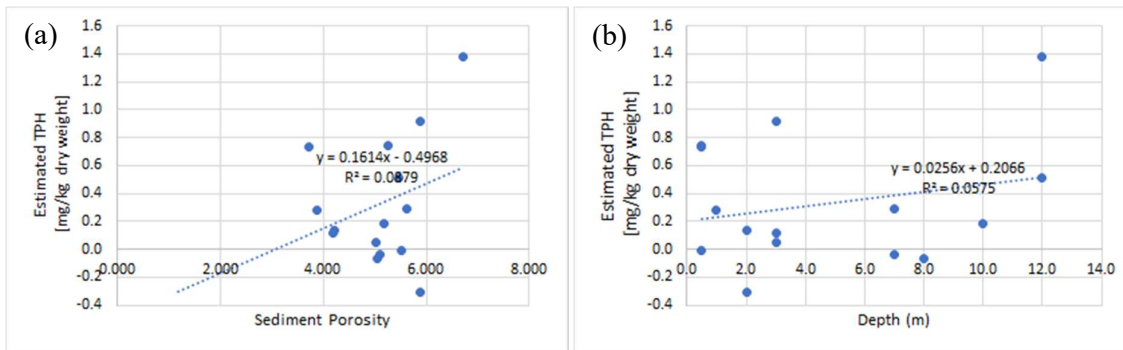 (a)
1.6
1.4
1.2
1.0
0.8
0.6
0.4
0.2
0.0
-0.2
-0.4
Estimated TPH
[mg/kg dry weight]
y = 0.1614x - 0.4968
R² = 0.0879
0.000
2.000
4.000
6.000
8.000
Sediment Porosity
(b)
1.6
1.4
1.2
1.0
0.8
0.6
0.4
0.2
0.0
-0.2
-0.4
Estimated TPH
[mg/kg dry weight]
y = 0.0256x + 0.2066
R² = 0.0575
0.0
2.0
4.0
6.0
8.0
10.0
12.0
14.0
Depth (m)